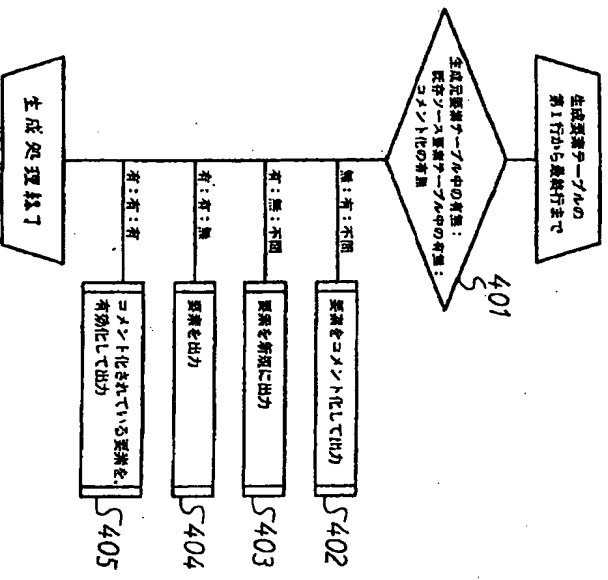 生成要素テーブルの
第1行から最終行まで
生成元要素テーブル中の有無:
既存ソース要素テーブル中の有無:
コメント化の有無
401
無:有:不問
要素をコメント化して出力
402
有:無:不問
要素を新規に出力
403
有:有:無
要素を出力
404
有:有:有
コメント化されている要素を、
有効化して出力
405
生成処理終了